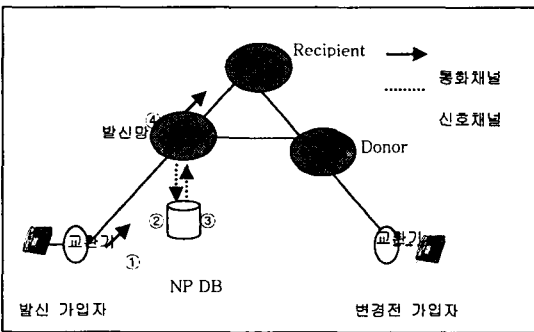 Recipient
통화채널
신호채널
④
발신망
Donor
② ③
교환기
①
교환기
NP DB
발신 가입자
변경전 가입자